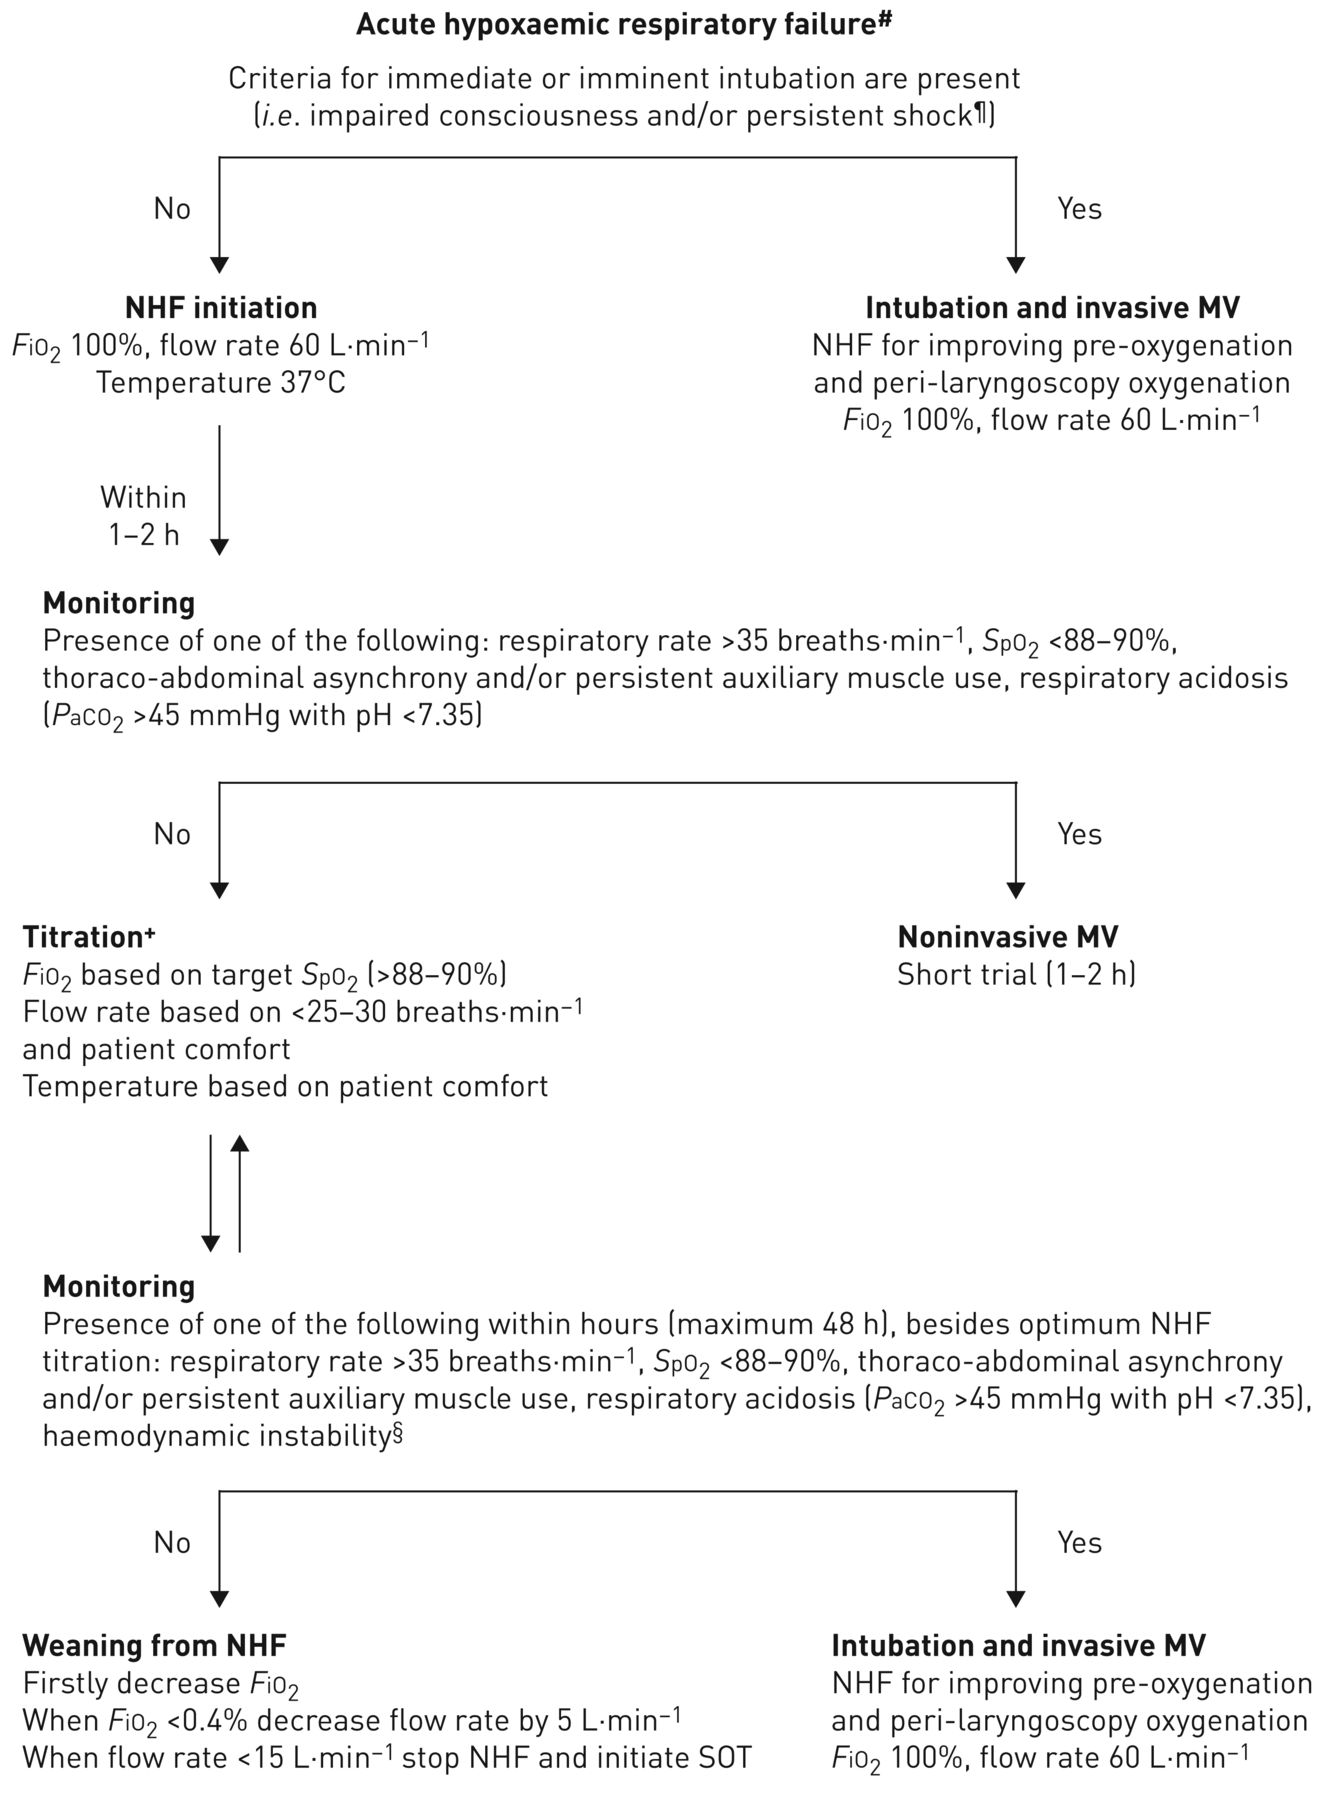 Acute hypoxaemic respiratory failure#
Criteria for immediate or imminent intubation are present
(i.e. impaired consciousness and/or persistent shock¶)
No
Yes
NHF initiation
FiO2 100%, flow rate 60 L·min−1
Temperature 37°C
Intubation and invasive MV
NHF for improving pre-oxygenation
and peri-laryngoscopy oxygenation
FiO2 100%, flow rate 60 L·min−1
Within
1–2 h
Monitoring
Presence of one of the following: respiratory rate >35 breaths·min−1, SpO2 <88–90%,
thoraco-abdominal asynchrony and/or persistent auxiliary muscle use, respiratory acidosis
(PaCO2 >45 mmHg with pH <7.35)
No
Yes
Titration+
FiO2 based on target SpO2 (>88–90%)
Flow rate based on <25–30 breaths·min−1
and patient comfort
Temperature based on patient comfort
Noninvasive MV
Short trial (1–2 h)
Monitoring
Presence of one of the following within hours (maximum 48 h), besides optimum NHF
titration: respiratory rate >35 breaths·min−1, SpO2 <88–90%, thoraco-abdominal asynchrony
and/or persistent auxiliary muscle use, respiratory acidosis (PaCO2 >45 mmHg with pH <7.35),
haemodynamic instability§
No
Yes
Weaning from NHF
Firstly decrease FiO2
When FiO2 <0.4% decrease flow rate by 5 L·min−1
When flow rate <15 L·min−1 stop NHF and initiate SOT
Intubation and invasive MV
NHF for improving pre-oxygenation
and peri-laryngoscopy oxygenation
FiO2 100%, flow rate 60 L·min−1